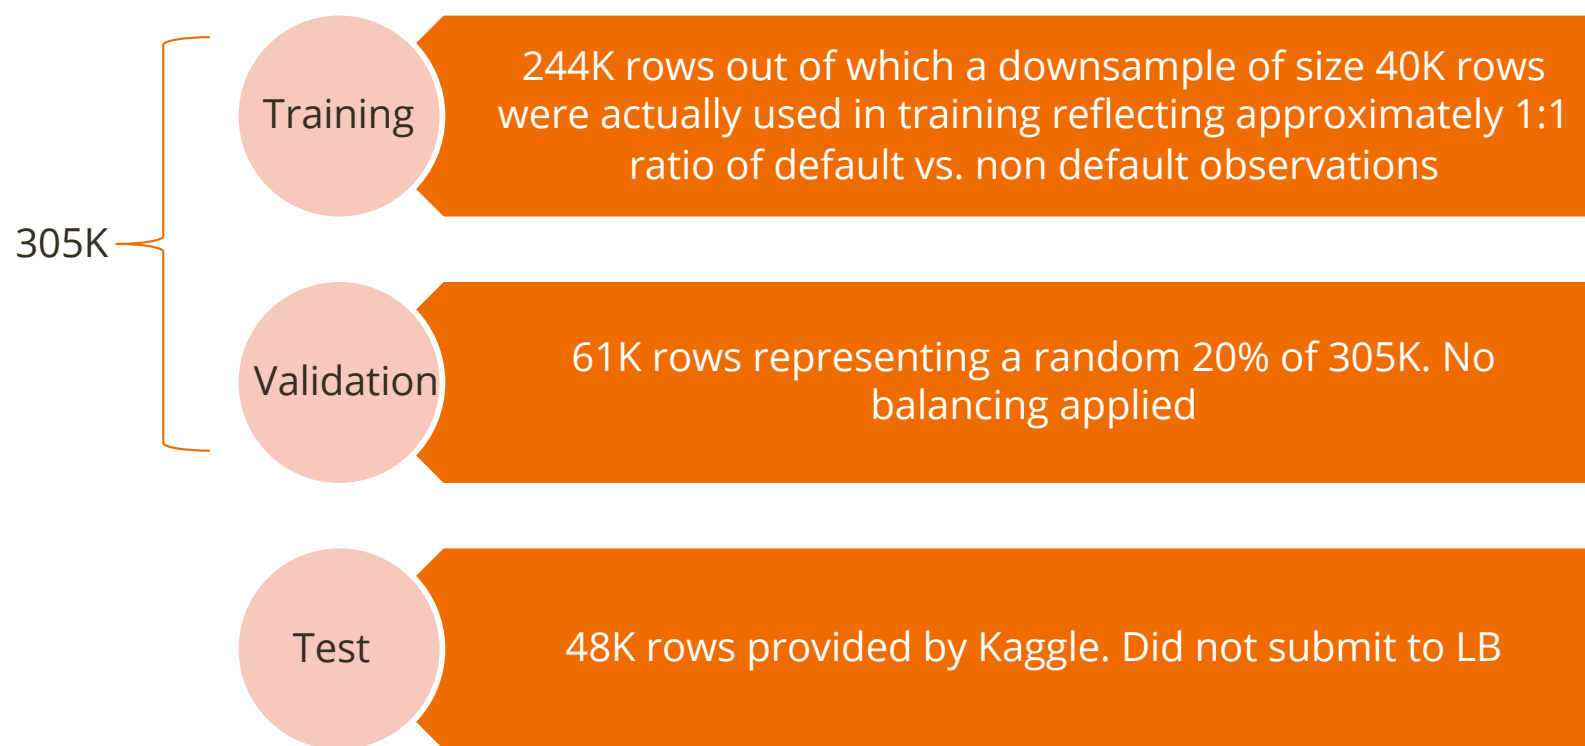 Training
244K rows out of which a downsample of size 40K rows
were actually used in training reflecting approximately 1:1
ratio of default vs. non default observations
305K
Validation
61K rows representing a random 20% of 305K. No
balancing applied
Test
48K rows provided by Kaggle. Did not submit to LB